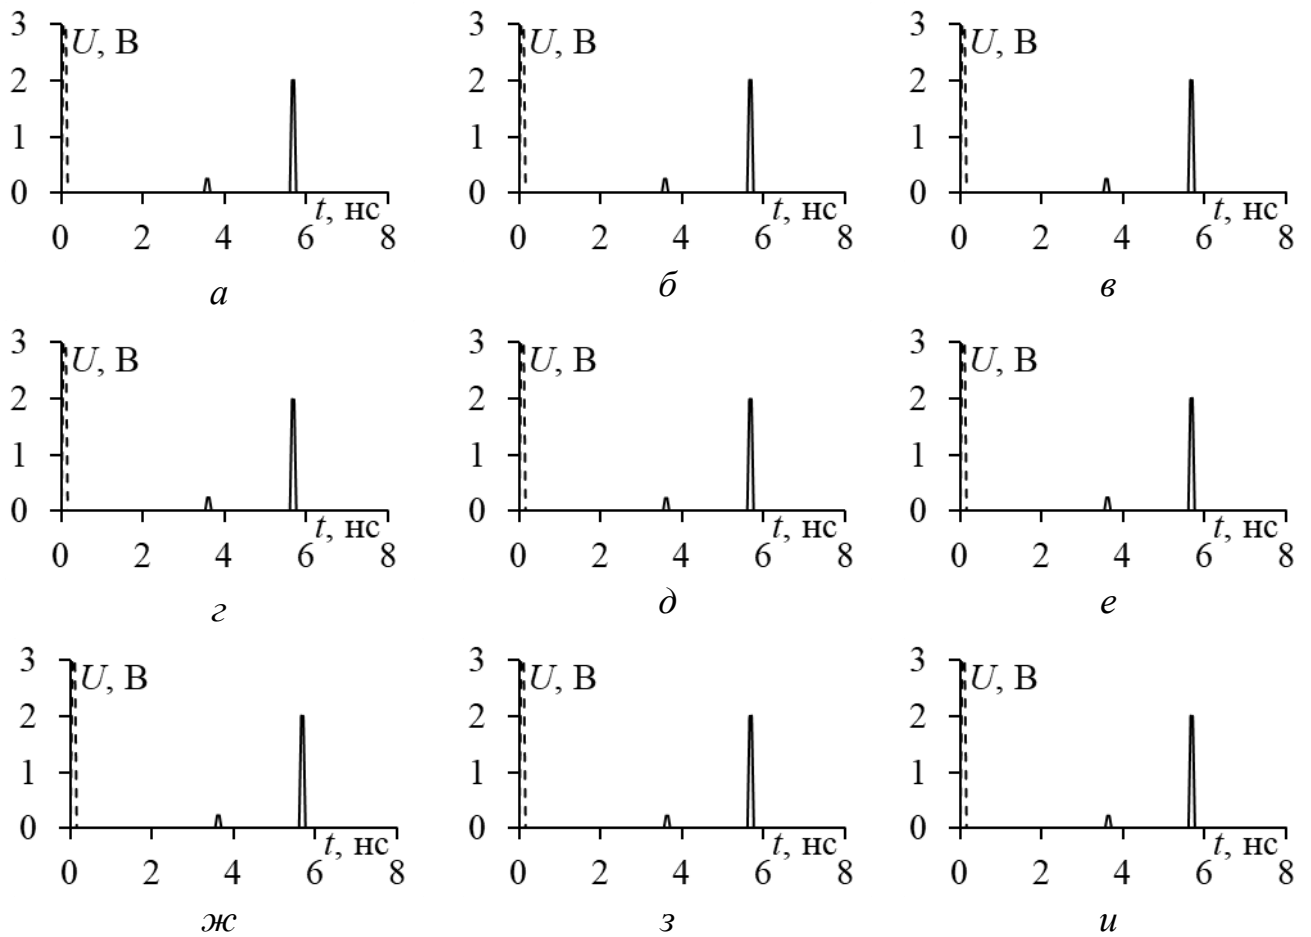 3 U, В 3 U, В 3 U, В
2 2 2
1 1 1
0 t, нс 0 t, нс 0 t, нс
0 2 4 6 8 0 2 4 6 8 0 2 4 6 8
а б в
3 U, В 3 U, В 3 U, В
2 2 2
1 1 1
0 t, нс 0 t, нс 0 t, нс
0 2 4 6 8 0 2 4 6 8 0 2 4 6 8
г д е
3 U, В 3 U, В 3 U, В
2 2 2
1 1 1
0 t, нс 0 t, нс 0 t, нс
0 2 4 6 8 0 2 4 6 8 0 2 4 6 8
ж з и